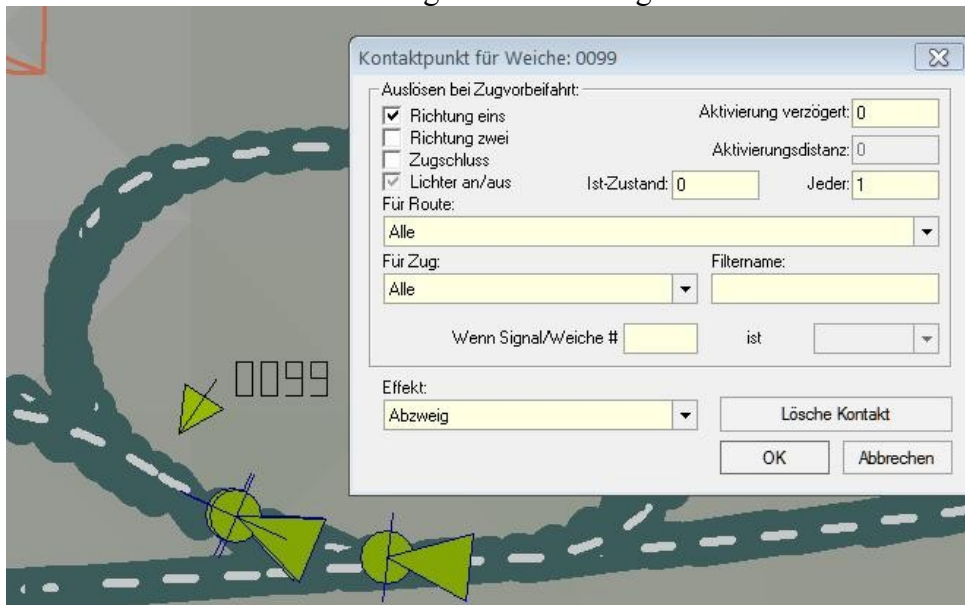 Kontaktpunkt für Weiche: 0099
Auslösen bei Zugvorbeifahrt:
Richtung eins
Aktivierung verzögert: 0
Richtung zwei
Zugschluss
Aktivierungsdistanz: 0
Lichter an/aus
Ist-Zustand: 0
Jeder: 1
Für Route:
Alle
Für Zug:
Filtername:
Alle
Wenn Signal/Weiche #
ist
Effekt:
Abzweig
Lösche Kontakt
OK
Abbrechen
0099